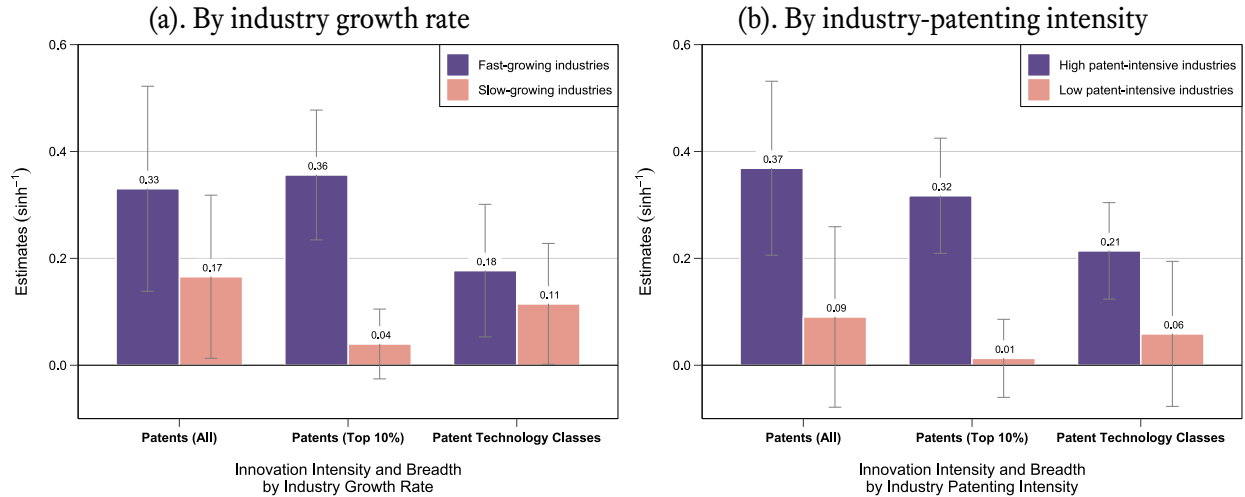 (a). By industry growth rate
0.6
0.4
0.2
0.0
Estimates (sinh⁻¹)
Fast-growing industries
Slow-growing industries
0.33
0.17
0.36
0.04
0.18
0.11
Patents (All)
Patents (Top 10%)
Patent Technology Classes
Innovation Intensity and Breadth
by Industry Growth Rate
(b). By industry-patenting intensity
0.6
0.4
0.2
0.0
Estimates (sinh⁻¹)
High patent-intensive industries
Low patent-intensive industries
0.37
0.09
0.32
0.01
0.21
0.06
Patents (All)
Patents (Top 10%)
Patent Technology Classes
Innovation Intensity and Breadth
by Industry Patenting Intensity